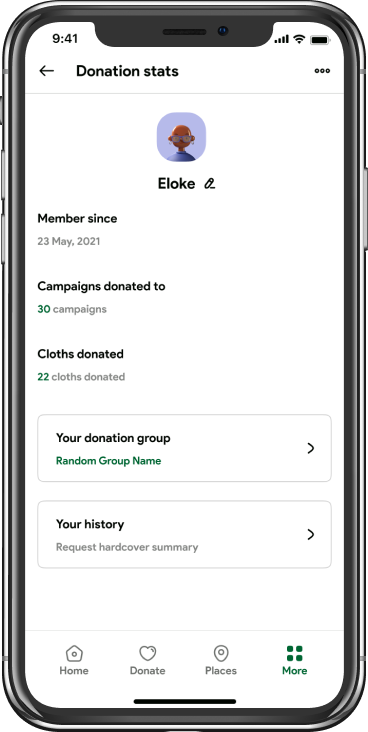 9:41
Donation stats
Eloke
Member since
23 May, 2021
Campaigns donated to
30 campaigns
Cloths donated
22 cloths donated
Your donation group
Random Group Name
Your history
Request hardcover summary
Home Donate Places More